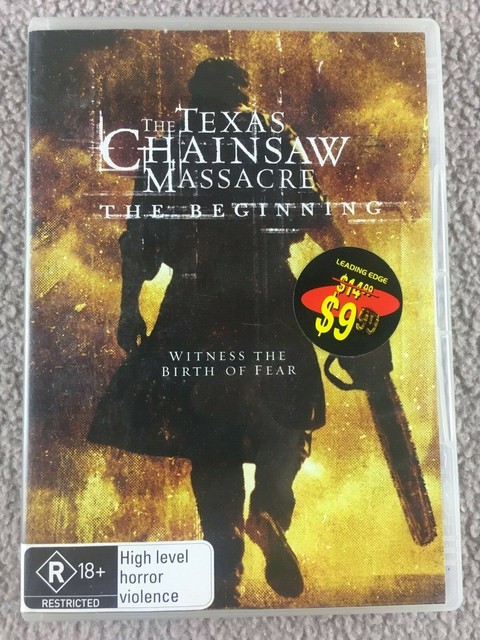 THE TEXAS
CHAINSAW
MASSACRE
THE BEGINNING
LEADING EDGE
$14.99
$9.99
WITNESS THE
BIRTH OF FEAR
R 18+
RESTRICTED
High level
horror
violence